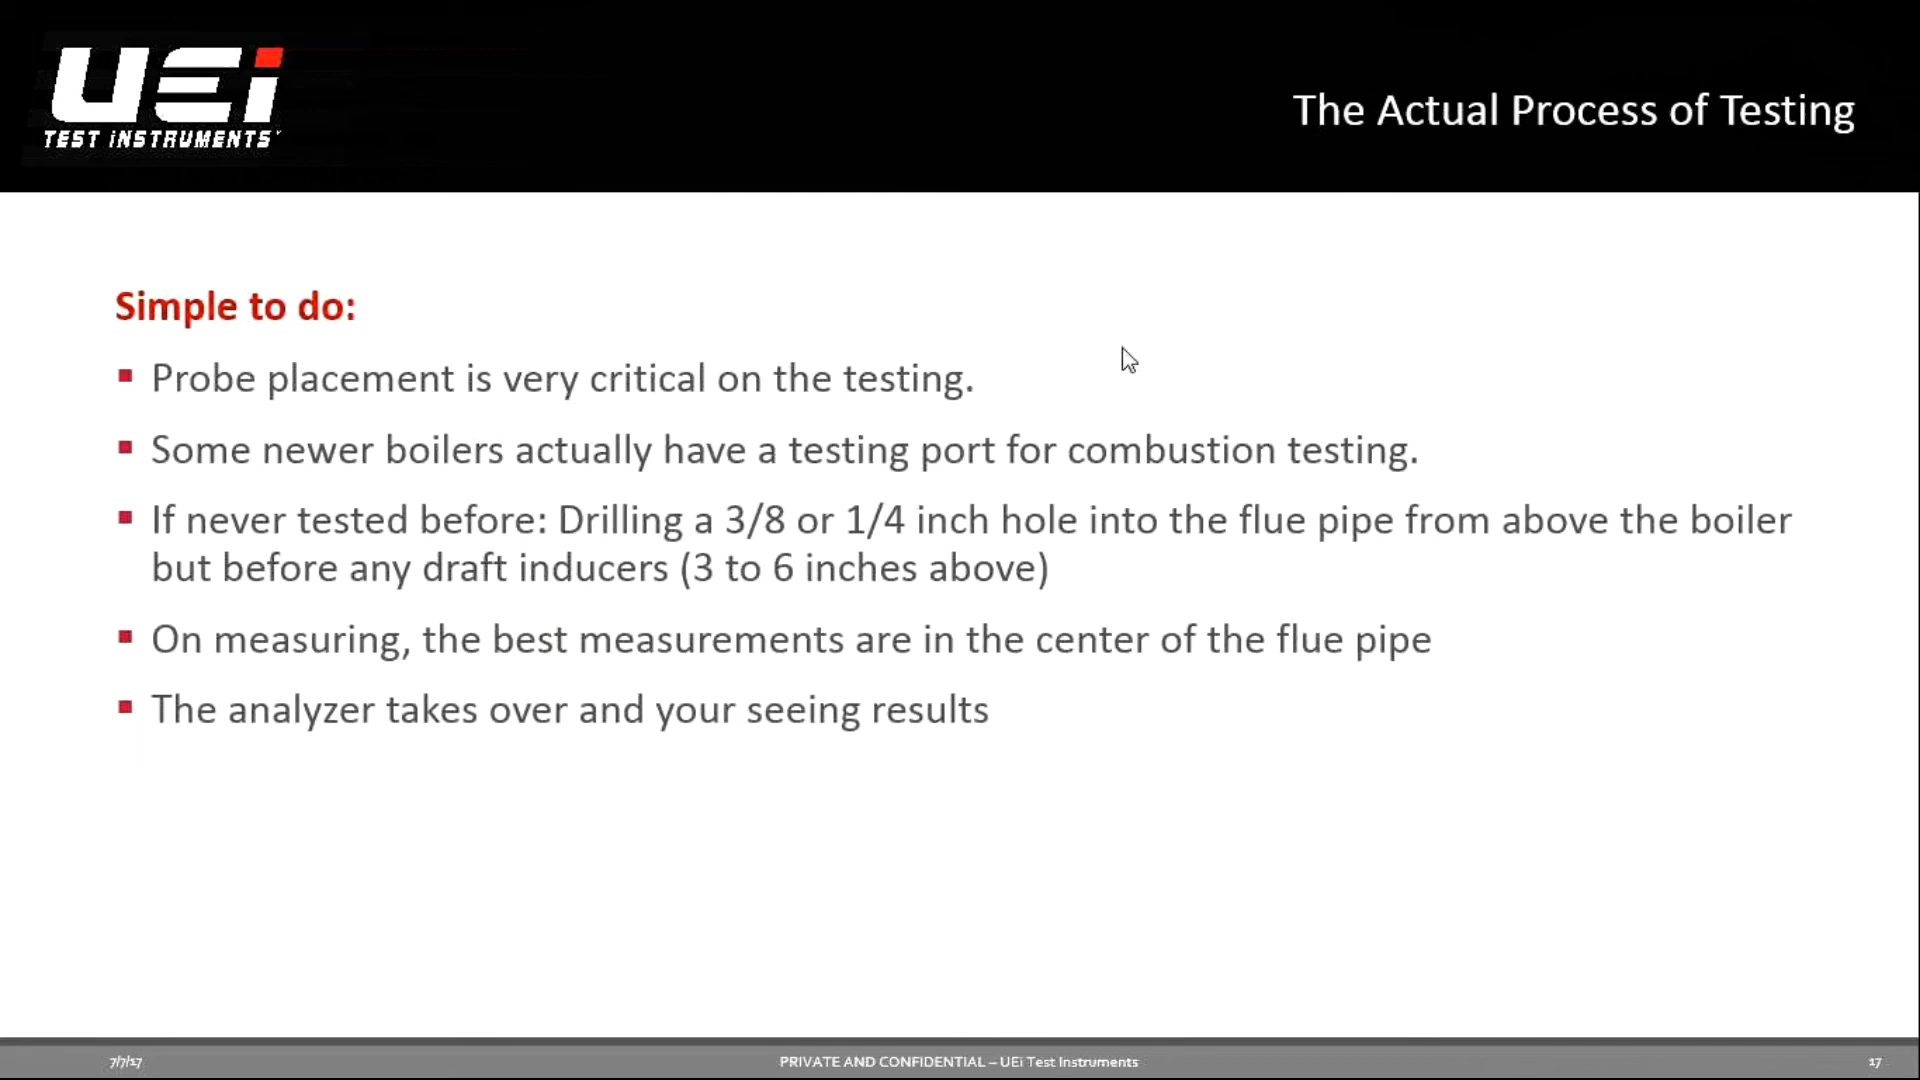 UEi
TEST INSTRUMENTS
The Actual Process of Testing
Simple to do:
▪ Probe placement is very critical on the testing.
▪ Some newer boilers actually have a testing port for combustion testing.
▪ If never tested before: Drilling a 3/8 or 1/4 inch hole into the flue pipe from above the boiler
but before any draft inducers (3 to 6 inches above)
▪ On measuring, the best measurements are in the center of the flue pipe
▪ The analyzer takes over and your seeing results
7/7/17
PRIVATE AND CONFIDENTIAL – UEi Test Instruments
17